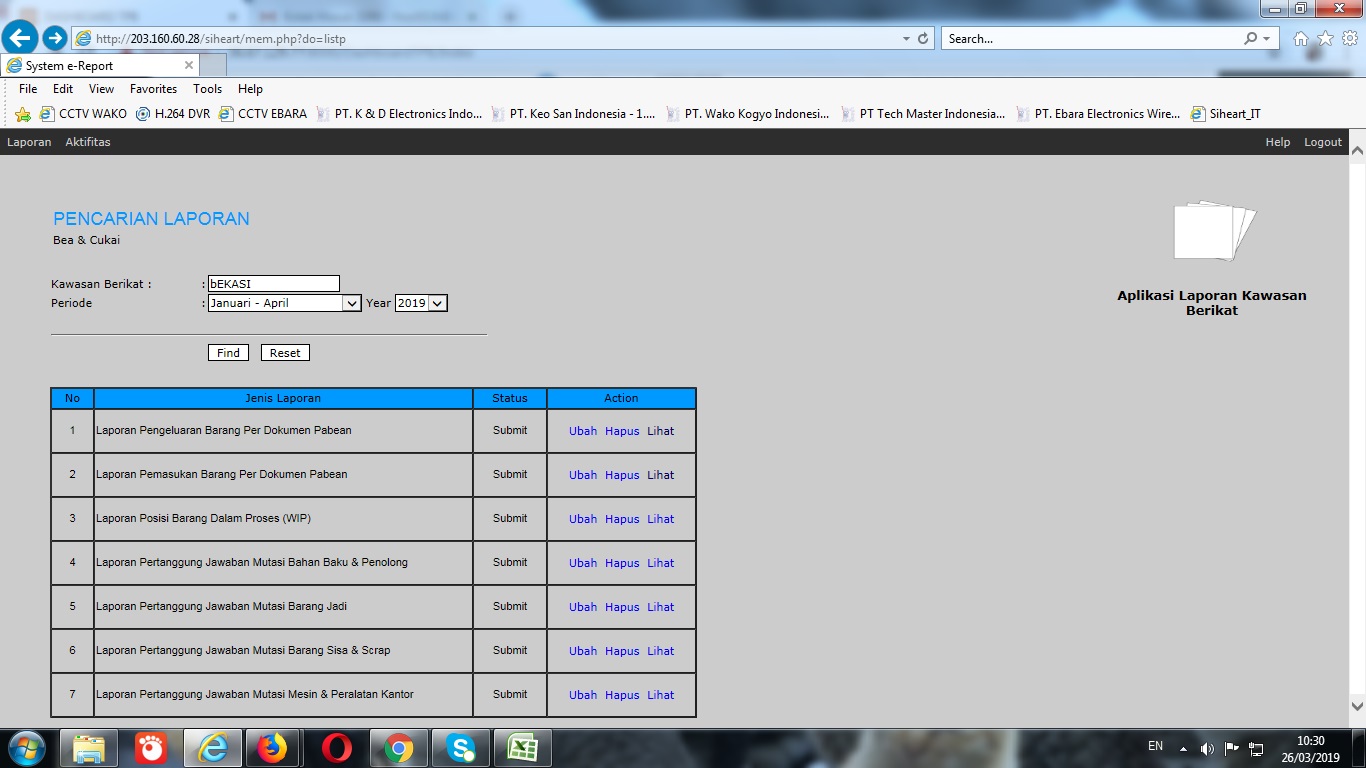 http://203.160.60.28/siheart/mem.php?do=listp
Search...
System e-Report
File Edit View Favorites Tools Help
CCTV WAKO H.264 DVR CCTV EBARA PT. K & D Electronics Indo... PT. Keo San Indonesia - 1.... PT. Wako Kogyo Indonesi... PT Tech Master Indonesia... PT. Ebara Electronics Wire... Siheart_IT
Laporan Aktifitas Help Logout
PENCARIAN LAPORAN
Bea & Cukai
Kawasan Berikat : : bEKASI
Periode : Januari - April Year 2019
Find Reset
Aplikasi Laporan Kawasan
Berikat
No Jenis Laporan Status Action
1 Laporan Pengeluaran Barang Per Dokumen Pabean Submit Ubah Hapus Lihat
2 Laporan Pemasukan Barang Per Dokumen Pabean Submit Ubah Hapus Lihat
3 Laporan Posisi Barang Dalam Proses (WIP) Submit Ubah Hapus Lihat
4 Laporan Pertanggung Jawaban Mutasi Bahan Baku & Penolong Submit Ubah Hapus Lihat
5 Laporan Pertanggung Jawaban Mutasi Barang Jadi Submit Ubah Hapus Lihat
6 Laporan Pertanggung Jawaban Mutasi Barang Sisa & Scrap Submit Ubah Hapus Lihat
7 Laporan Pertanggung Jawaban Mutasi Mesin & Peralatan Kantor Submit Ubah Hapus Lihat
EN
10:30
26/03/2019